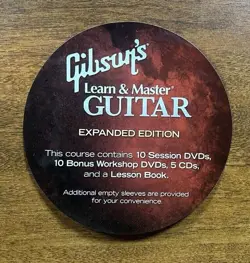 Gibson's
Learn & Master®
GUITAR
EXPANDED EDITION
This course contains 10 Session DVDs,
10 Bonus Workshop DVDs, 5 CDs,
and a Lesson Book.
Additional empty sleeves are provided
for your convenience.